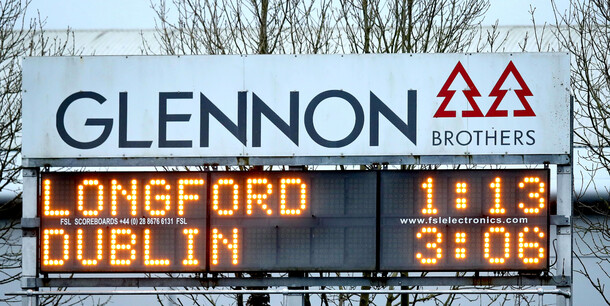 GLENNON
BROTHERS
LONGFORD 1:13
FSL SCOREBOARDS +44 (0) 28 8676 6131 FSL
www.fslelectronics.com
DUBLIN 3:06